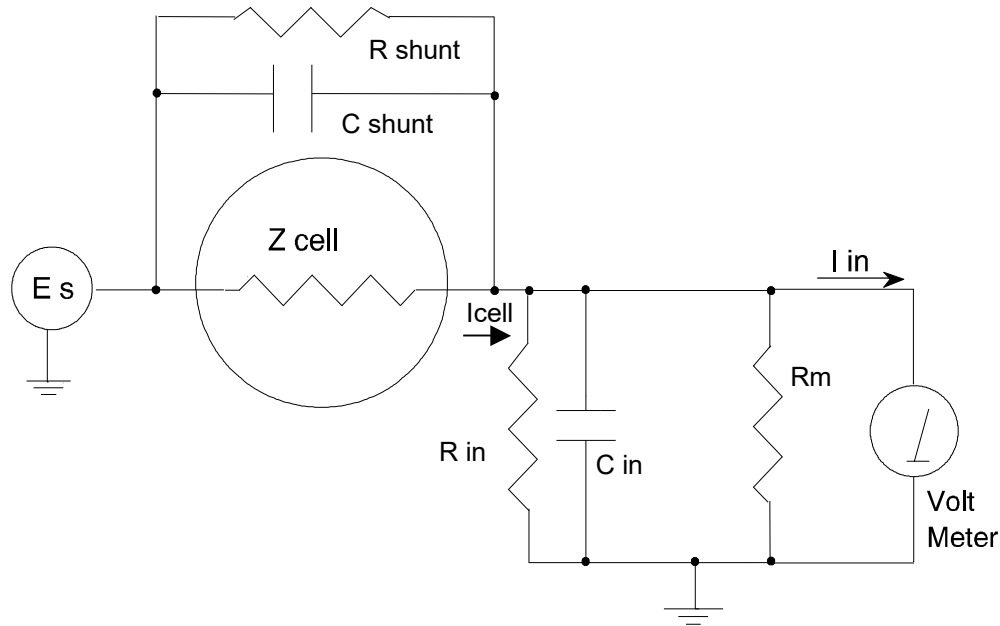 R shunt
C shunt
Z cell
E s
I in
Icell
Rm
R in
C in
Volt
Meter